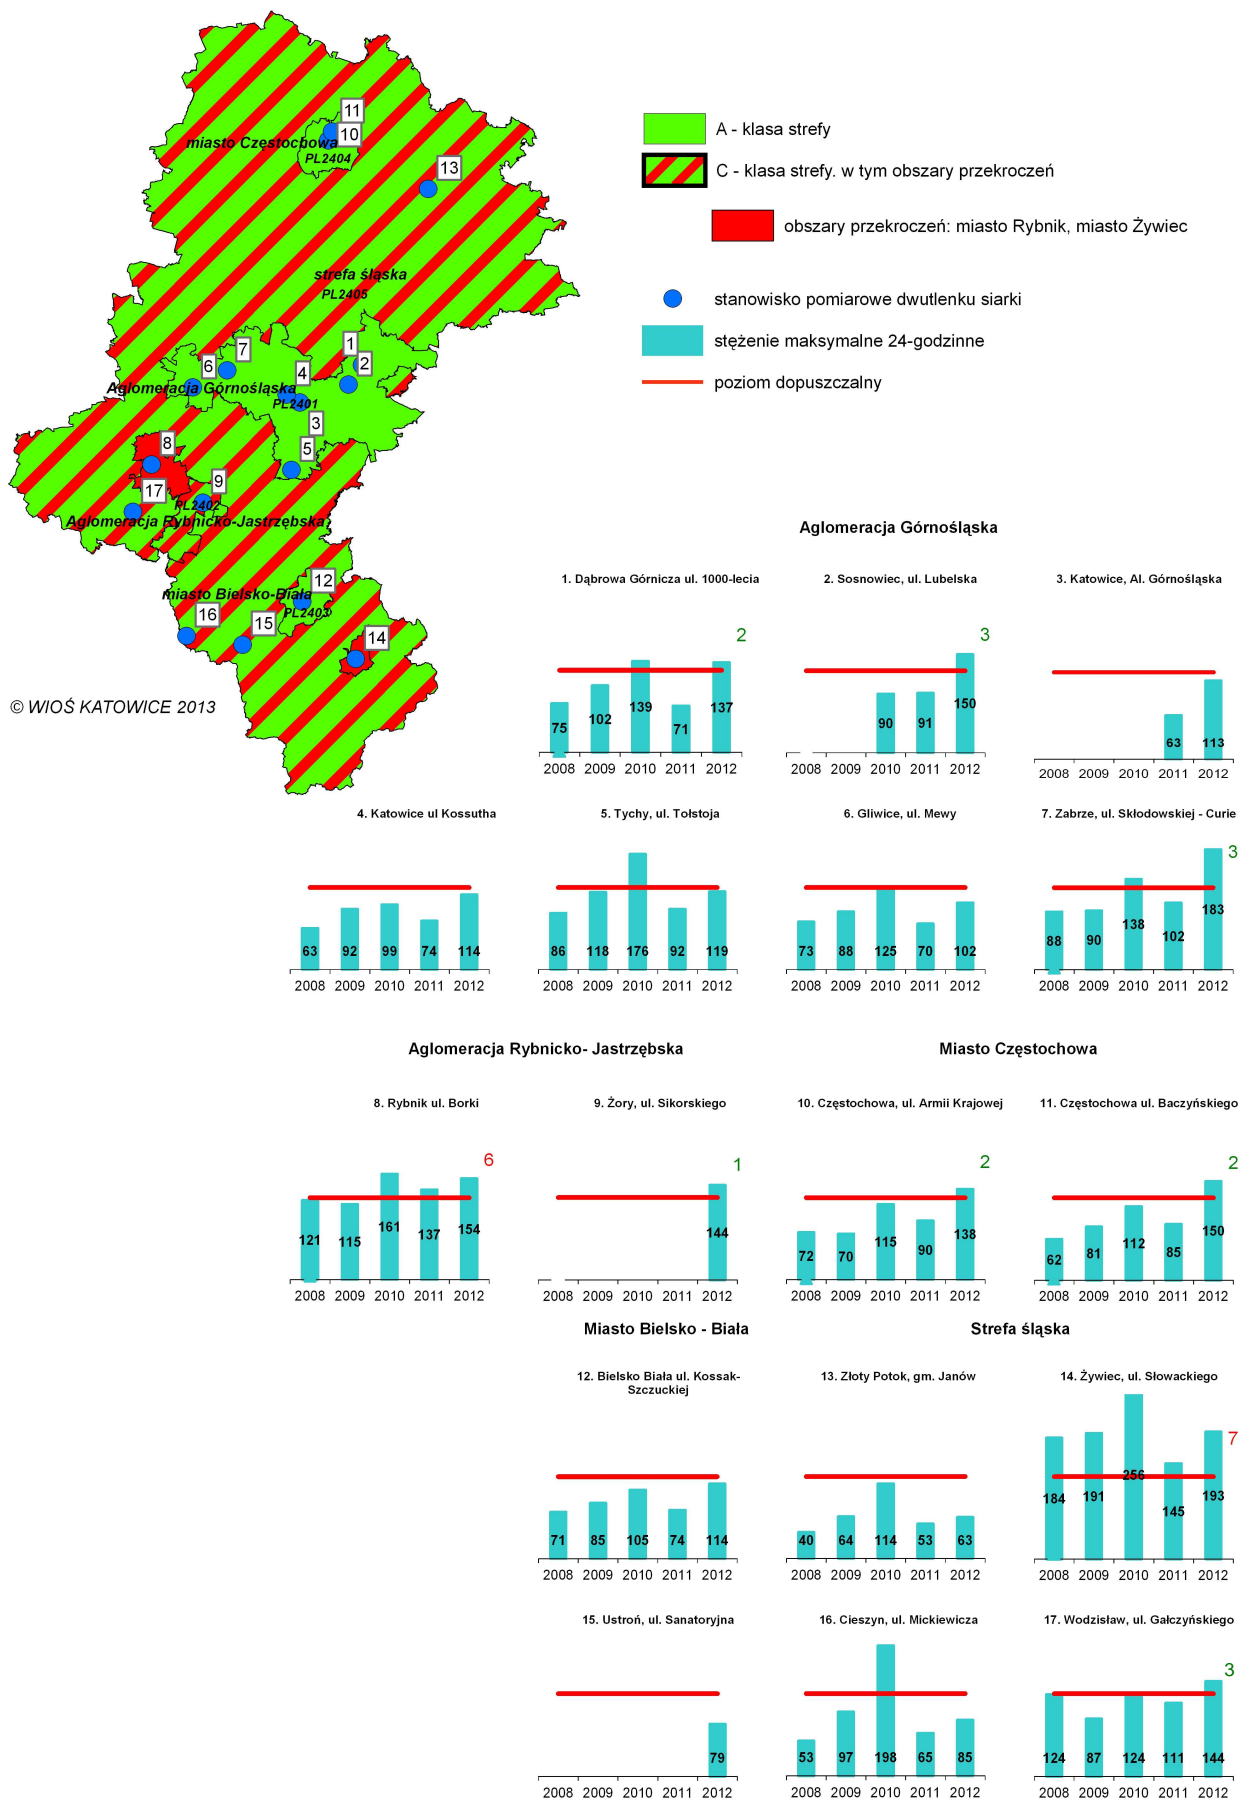 11
10
miasto Częstochowa
PL2404
13
strefa śląska
PL2405
1
2
7
6
4
Aglomeracja Górnośląska
PL2401
3
5
8
17
9
PL2402
Aglomeracja Rybnicko-Jastrzębska
12
miasto Bielsko-Biała
PL2403
16
15
14
© WIOŚ KATOWICE 2013
A - klasa strefy
C - klasa strefy. w tym obszary przekroczeń
obszary przekroczeń: miasto Rybnik, miasto Żywiec
stanowisko pomiarowe dwutlenku siarki
stężenie maksymalne 24-godzinne
poziom dopuszczalny
Aglomeracja Górnośląska
1. Dąbrowa Górnicza ul. 1000-lecia
2
75 102 139 71 137
2008 2009 2010 2011 2012
2. Sosnowiec, ul. Lubelska
3
90 91 150
2008 2009 2010 2011 2012
3. Katowice, Al. Górnośląska
63 113
2008 2009 2010 2011 2012
4. Katowice ul Kossutha
63 92 99 74 114
2008 2009 2010 2011 2012
5. Tychy, ul. Tołstoja
86 118 176 92 119
2008 2009 2010 2011 2012
6. Gliwice, ul. Mewy
73 88 125 70 102
2008 2009 2010 2011 2012
7. Zabrze, ul. Skłodowskiej - Curie
3
88 90 138 102 183
2008 2009 2010 2011 2012
Aglomeracja Rybnicko- Jastrzębska
8. Rybnik ul. Borki
6
121 115 161 137 154
2008 2009 2010 2011 2012
9. Żory, ul. Sikorskiego
1
144
2008 2009 2010 2011 2012
Miasto Częstochowa
10. Częstochowa, ul. Armii Krajowej
2
72 70 115 90 138
2008 2009 2010 2011 2012
11. Częstochowa ul. Baczyńskiego
2
62 81 112 85 150
2008 2009 2010 2011 2012
Miasto Bielsko - Biała
12. Bielsko Biała ul. Kossak-
Szczuckiej
71 85 105 74 114
2008 2009 2010 2011 2012
Strefa śląska
13. Złoty Potok, gm. Janów
40 64 114 53 63
2008 2009 2010 2011 2012
14. Żywiec, ul. Słowackiego
7
184 191 256 145 193
2008 2009 2010 2011 2012
15. Ustroń, ul. Sanatoryjna
79
2008 2009 2010 2011 2012
16. Cieszyn, ul. Mickiewicza
53 97 198 65 85
2008 2009 2010 2011 2012
17. Wodzisław, ul. Gałczyńskiego
3
124 87 124 111 144
2008 2009 2010 2011 2012